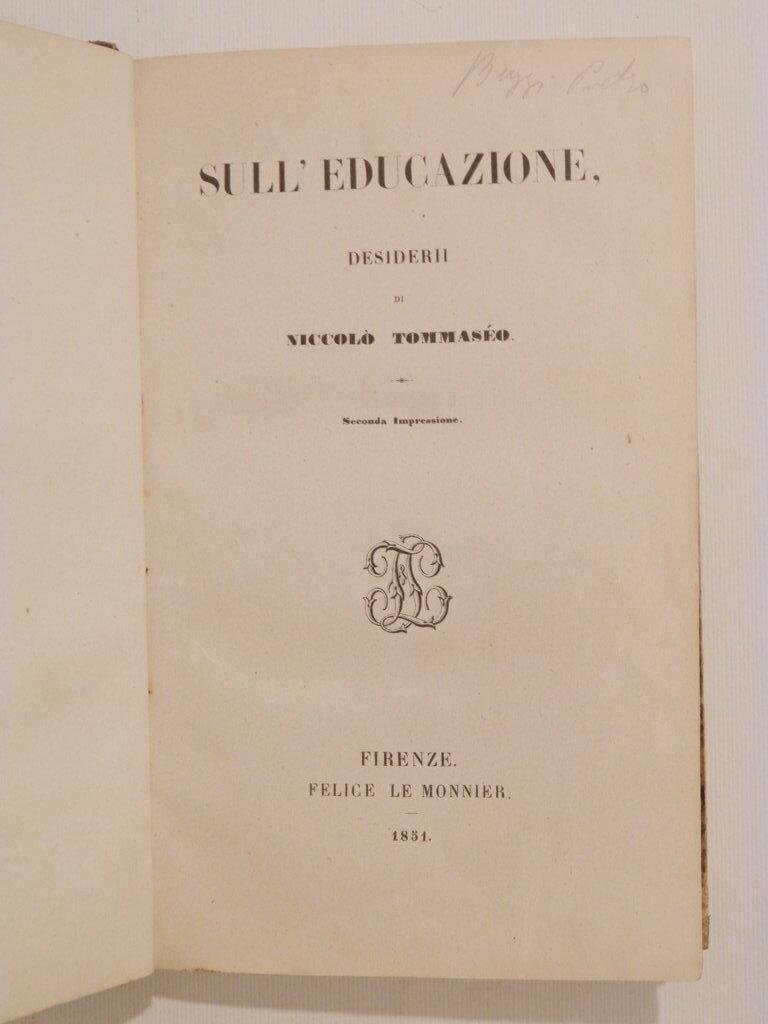 Pietro
SULL' EDUCAZIONE,
DESIDERII
DI
NICCOLÒ TOMMASÉO.
Seconda Impressione.
FIRENZE.
FELICE LE MONNIER.
1851.